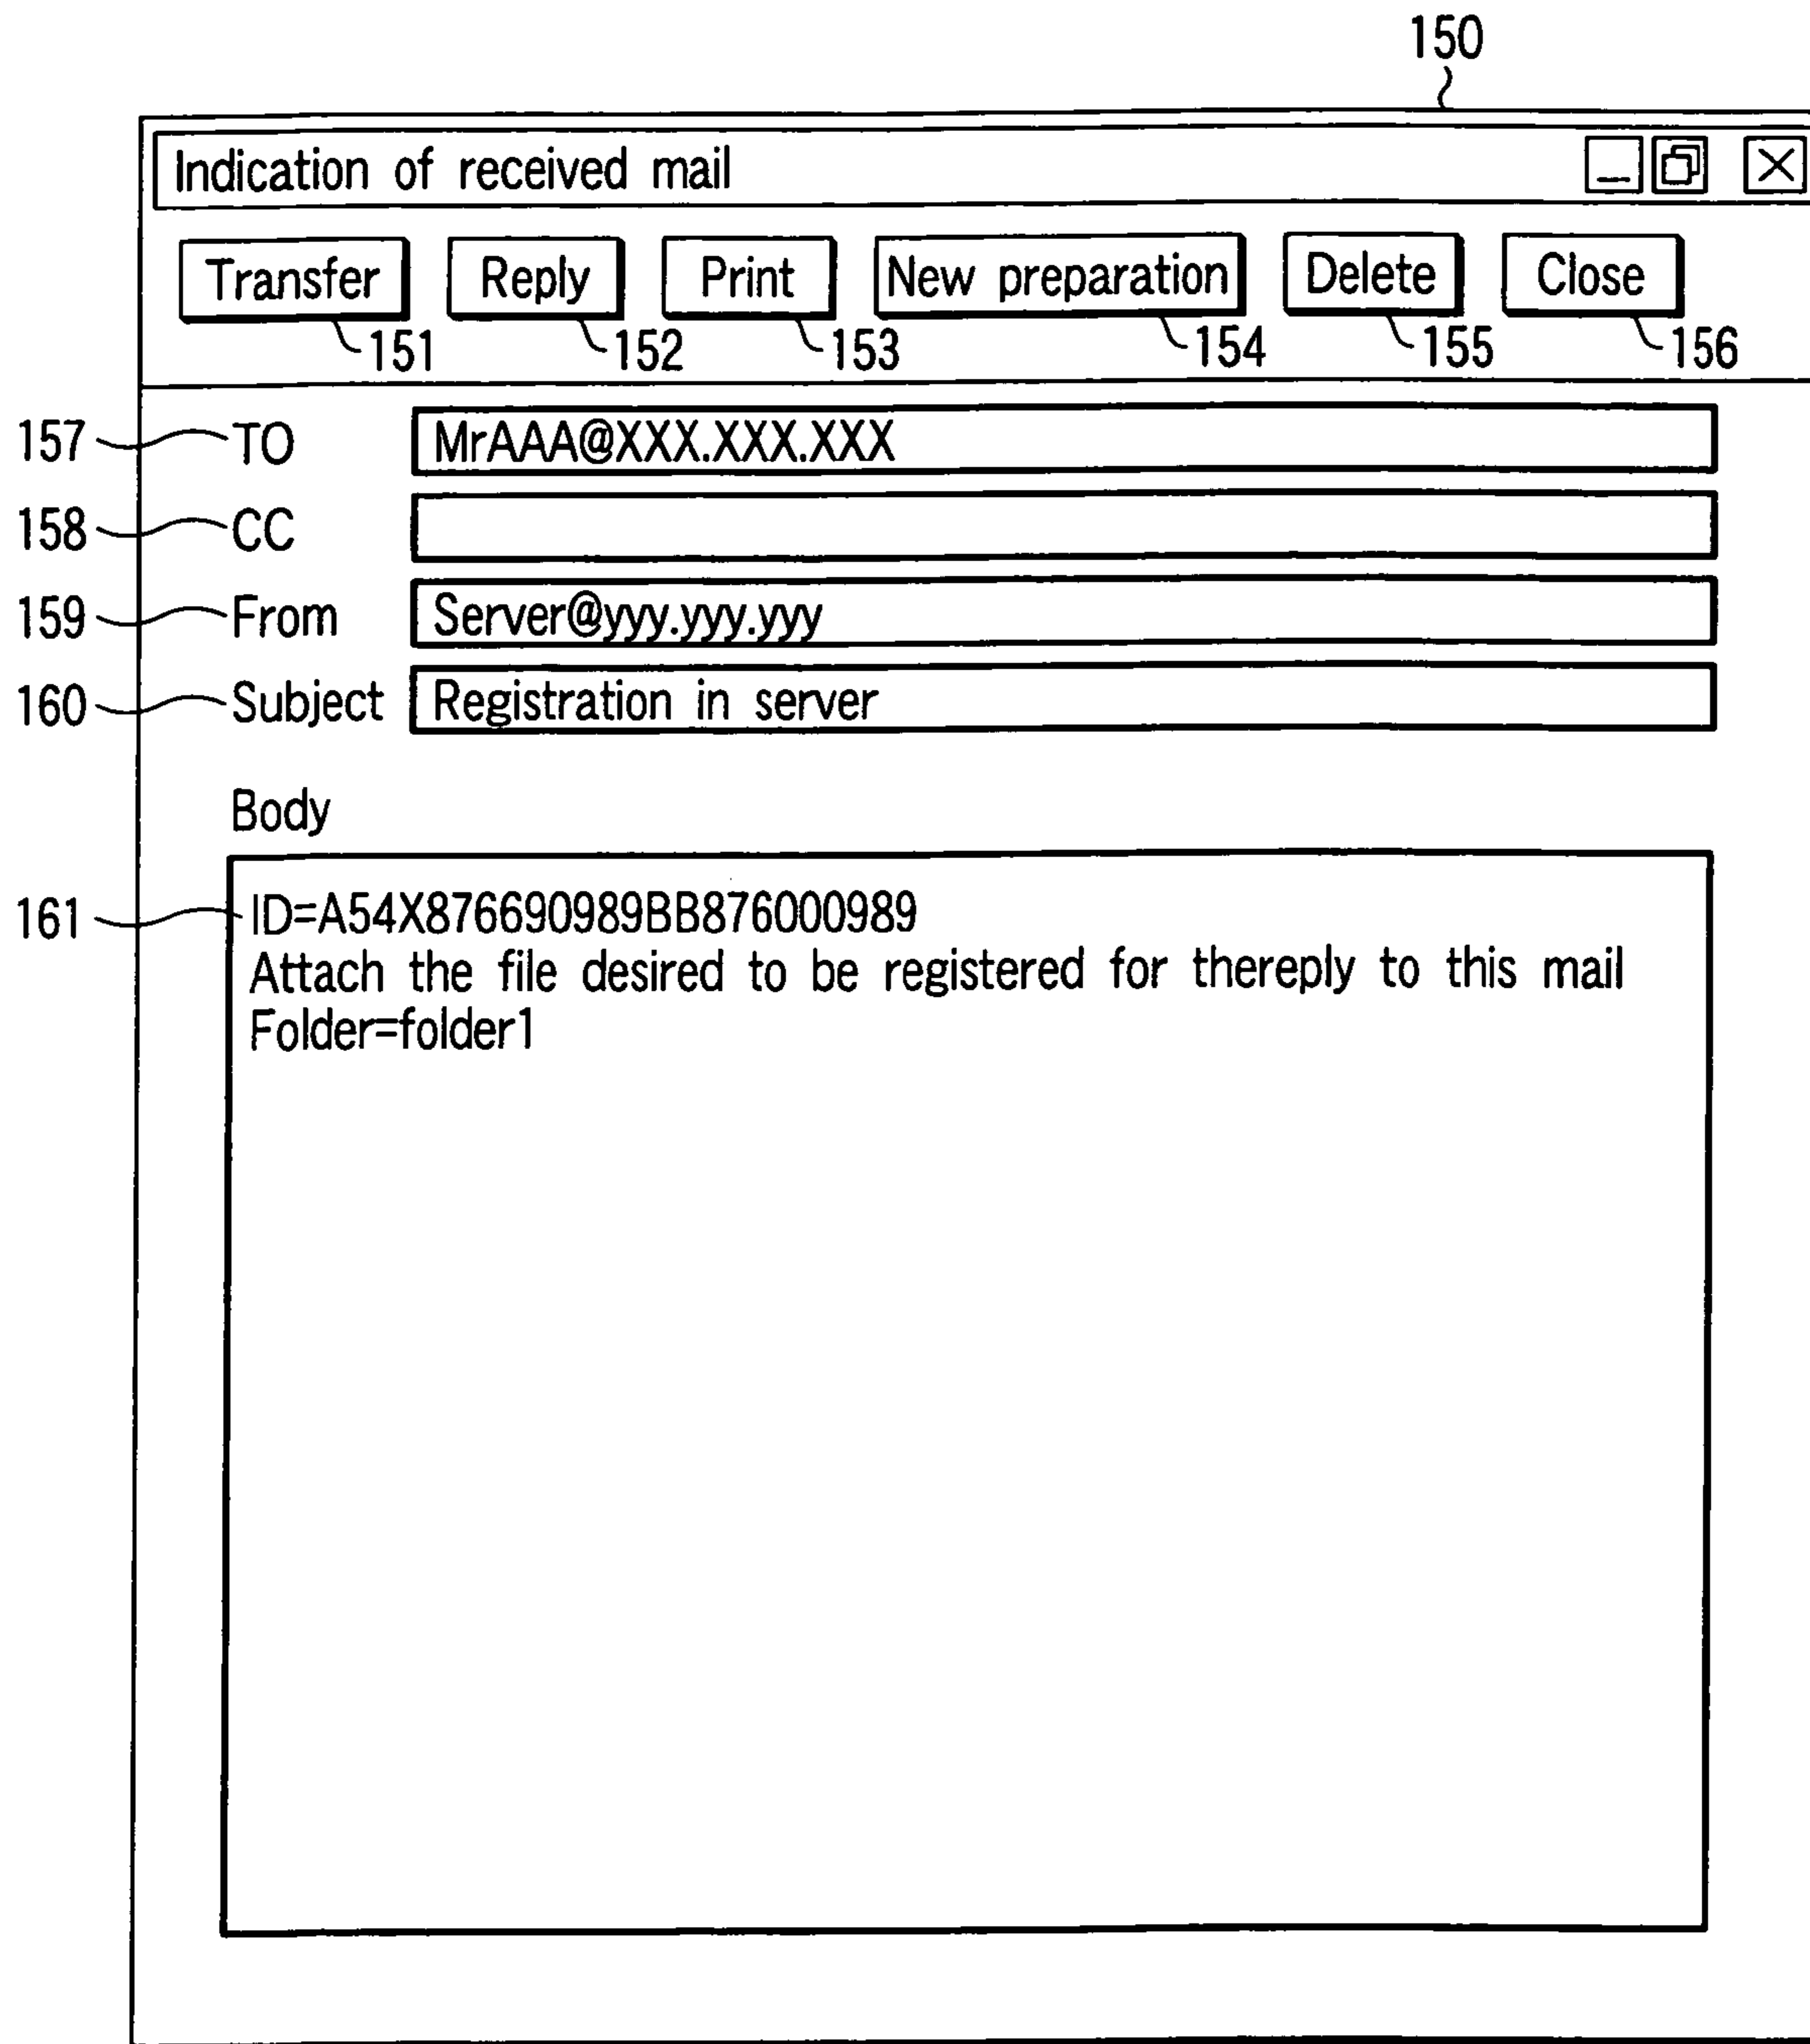 150
Indication of received mail
Transfer Reply Print New preparation Delete Close
151 152 153 154 155 156
157 TO MrAAA@XXX.XXX.XXX
158 CC
159 From Server@yyy.yyy.yyy
160 Subject Registration in server
Body
161 ID=A54X876690989BB876000989
Attach the file desired to be registered for thereply to this mail
Folder=folder1